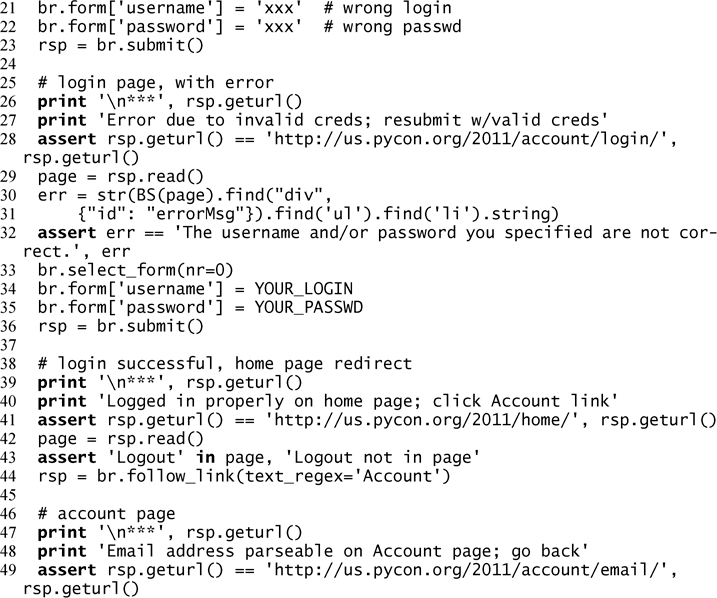 21 br.form['username'] = 'xxx'  # wrong login
22 br.form['password'] = 'xxx'  # wrong passwd
23 rsp = br.submit()
24
25 # login page, with error
26 print '\n***', rsp.geturl()
27 print 'Error due to invalid creds; resubmit w/valid creds'
28 assert rsp.geturl() == 'http://us.pycon.org/2011/account/login/',
rsp.geturl()
29 page = rsp.read()
30 err = str(BS(page).find("div",
31     {"id": "errorMsg"}).find('ul').find('li').string)
32 assert err == 'The username and/or password you specified are not cor-
rect.', err
33 br.select_form(nr=0)
34 br.form['username'] = YOUR_LOGIN
35 br.form['password'] = YOUR_PASSWD
36 rsp = br.submit()
37
38 # login successful, home page redirect
39 print '\n***', rsp.geturl()
40 print 'Logged in properly on home page; click Account link'
41 assert rsp.geturl() == 'http://us.pycon.org/2011/home/', rsp.geturl()
42 page = rsp.read()
43 assert 'Logout' in page, 'Logout not in page'
44 rsp = br.follow_link(text_regex='Account')
45
46 # account page
47 print '\n***', rsp.geturl()
48 print 'Email address parseable on Account page; go back'
49 assert rsp.geturl() == 'http://us.pycon.org/2011/account/email/',
rsp.geturl()